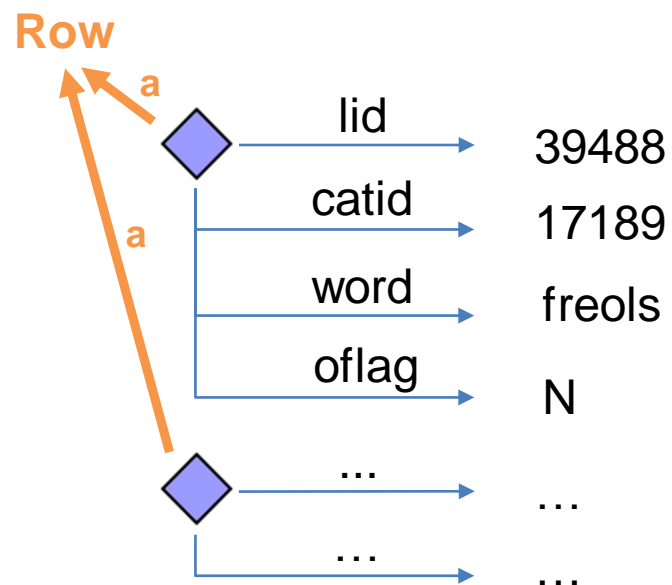 Row
a
lid
39488
catid
17189
a
word
freols
oflag
N
...
...
...
...